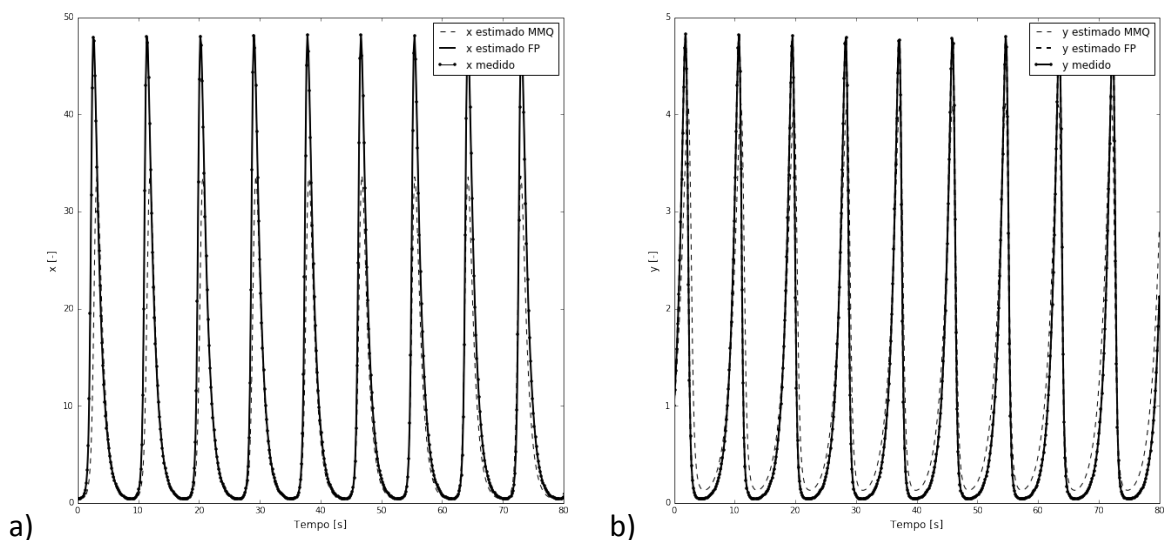 50
40
30
20
10
0
x [-]
0 10 20 30 40 50 60 70 80
Tempo [s]
x estimado MMQ
x estimado FP
x medido
a)
5
4
3
2
1
0
y [-]
0 10 20 30 40 50 60 70 80
Tempo [s]
y estimado MMQ
y estimado FP
y medido
b)